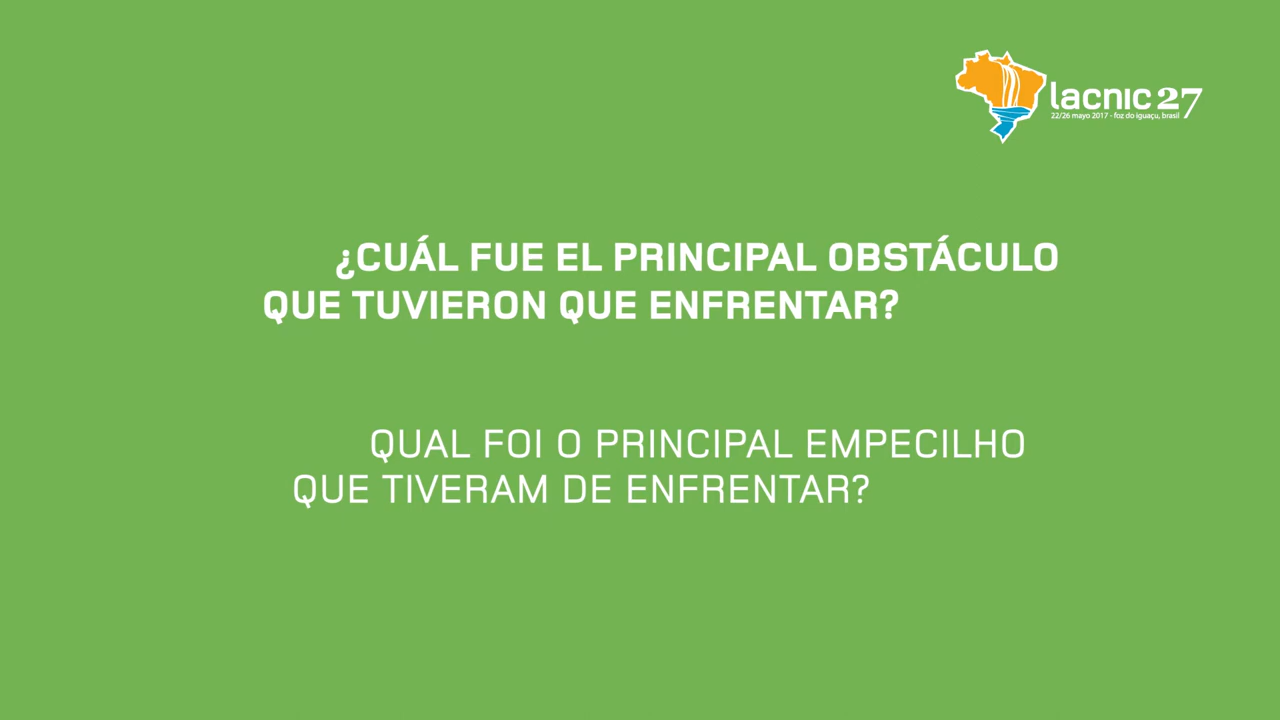 lacnic 27
22/26 mayo 2017 - foz do iguaçu, brasil
¿CUÁL FUE EL PRINCIPAL OBSTÁCULO
QUE TUVIERON QUE ENFRENTAR?
QUAL FOI O PRINCIPAL EMPECILHO
QUE TIVERAM DE ENFRENTAR?